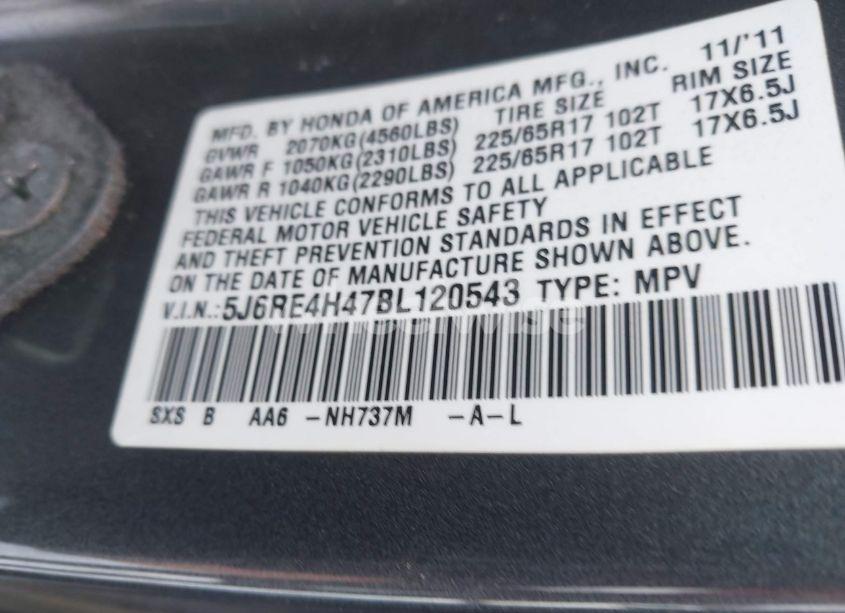 MFD. BY HONDA OF AMERICA MFG., INC. 11/'11
GVWR 2070KG(4560LBS) TIRE SIZE RIM SIZE
GAWR F 1050KG(2310LBS) 225/65R17 102T 17X6.5J
GAWR R 1040KG(2290LBS) 225/65R17 102T 17X6.5J
THIS VEHICLE CONFORMS TO ALL APPLICABLE
FEDERAL MOTOR VEHICLE SAFETY
AND THEFT PREVENTION STANDARDS IN EFFECT
ON THE DATE OF MANUFACTURE SHOWN ABOVE.
V.I.N.:5J6RE4H47BL120543 TYPE: MPV
SXS B AA6 -NH737M -A-L